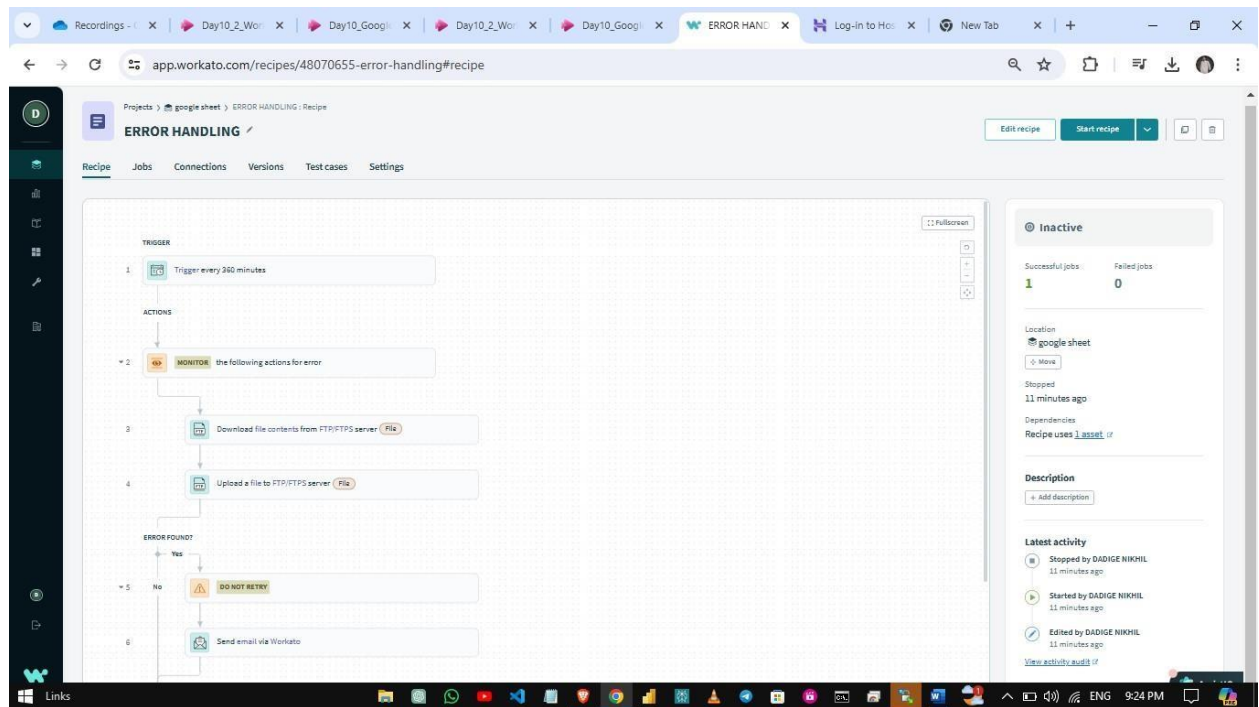 Recordings - 
Day10_2_Wor
Day10_Googl
Day10_2_Wor
Day10_Googl
ERROR HAND
Log-in to Hos
New Tab
app.workato.com/recipes/48070655-error-handling#recipe
D
Projects > google sheet > ERROR HANDLING : Recipe
ERROR HANDLING
Edit recipe
Start recipe
Recipe Jobs Connections Versions Test cases Settings
Fullscreen
TRIGGER
1 Trigger every 360 minutes
ACTIONS
2 MONITOR the following actions for error
3 Download file contents from FTP/FTPS server File
4 Upload a file to FTP/FTPS server File
ERROR FOUND?
Yes
5 No DO NOT RETRY
6 Send email via Workato
Inactive
Successful jobs Failed jobs
1 0
Location
google sheet
Move
Stopped
11 minutes ago
Dependencies
Recipe uses 1 asset
Description
+ Add description
Latest activity
Stopped by DADIGE NIKHIL
11 minutes ago
Started by DADIGE NIKHIL
11 minutes ago
Edited by DADIGE NIKHIL
11 minutes ago
View activity audit
Links
ENG 9:24 PM